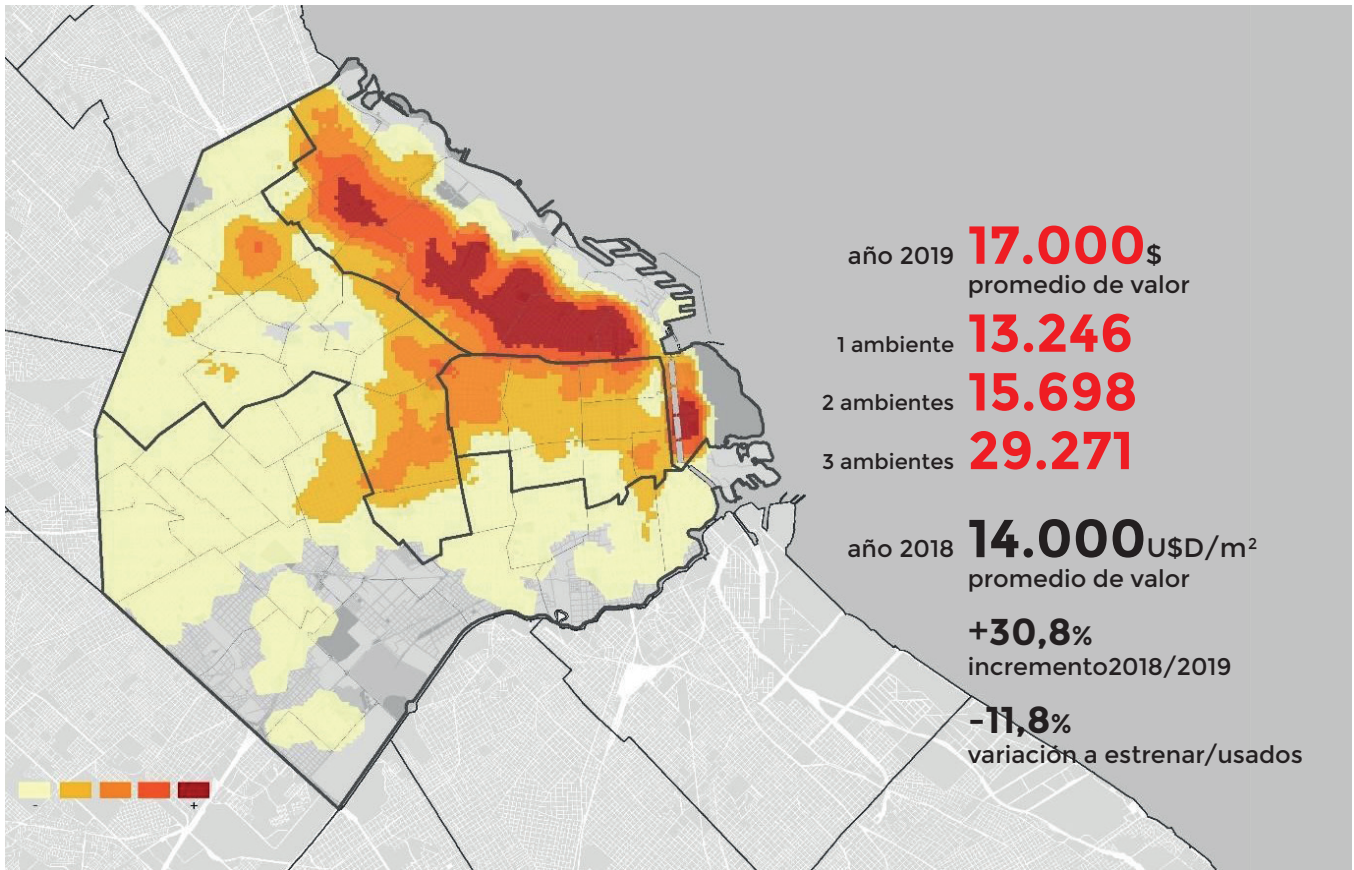 año 2019 17.000$
promedio de valor
1 ambiente 13.246
2 ambientes 15.698
3 ambientes 29.271
año 2018 14.000U$D/m²
promedio de valor
+30,8%
incremento2018/2019
-11,8%
variación a estrenar/usados
- +